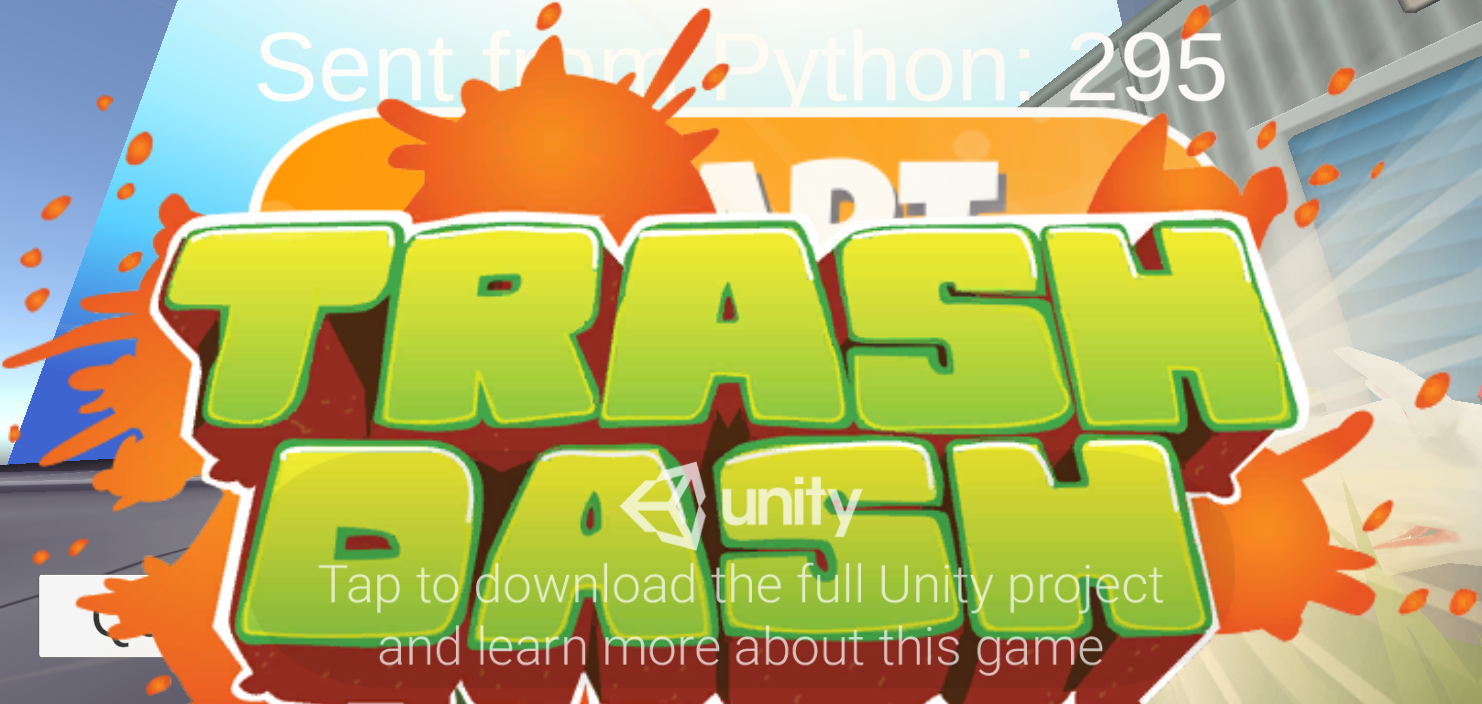 Sent from Python: 295
TRASH
DASH
unity
Tap to download the full Unity project
and learn more about this game